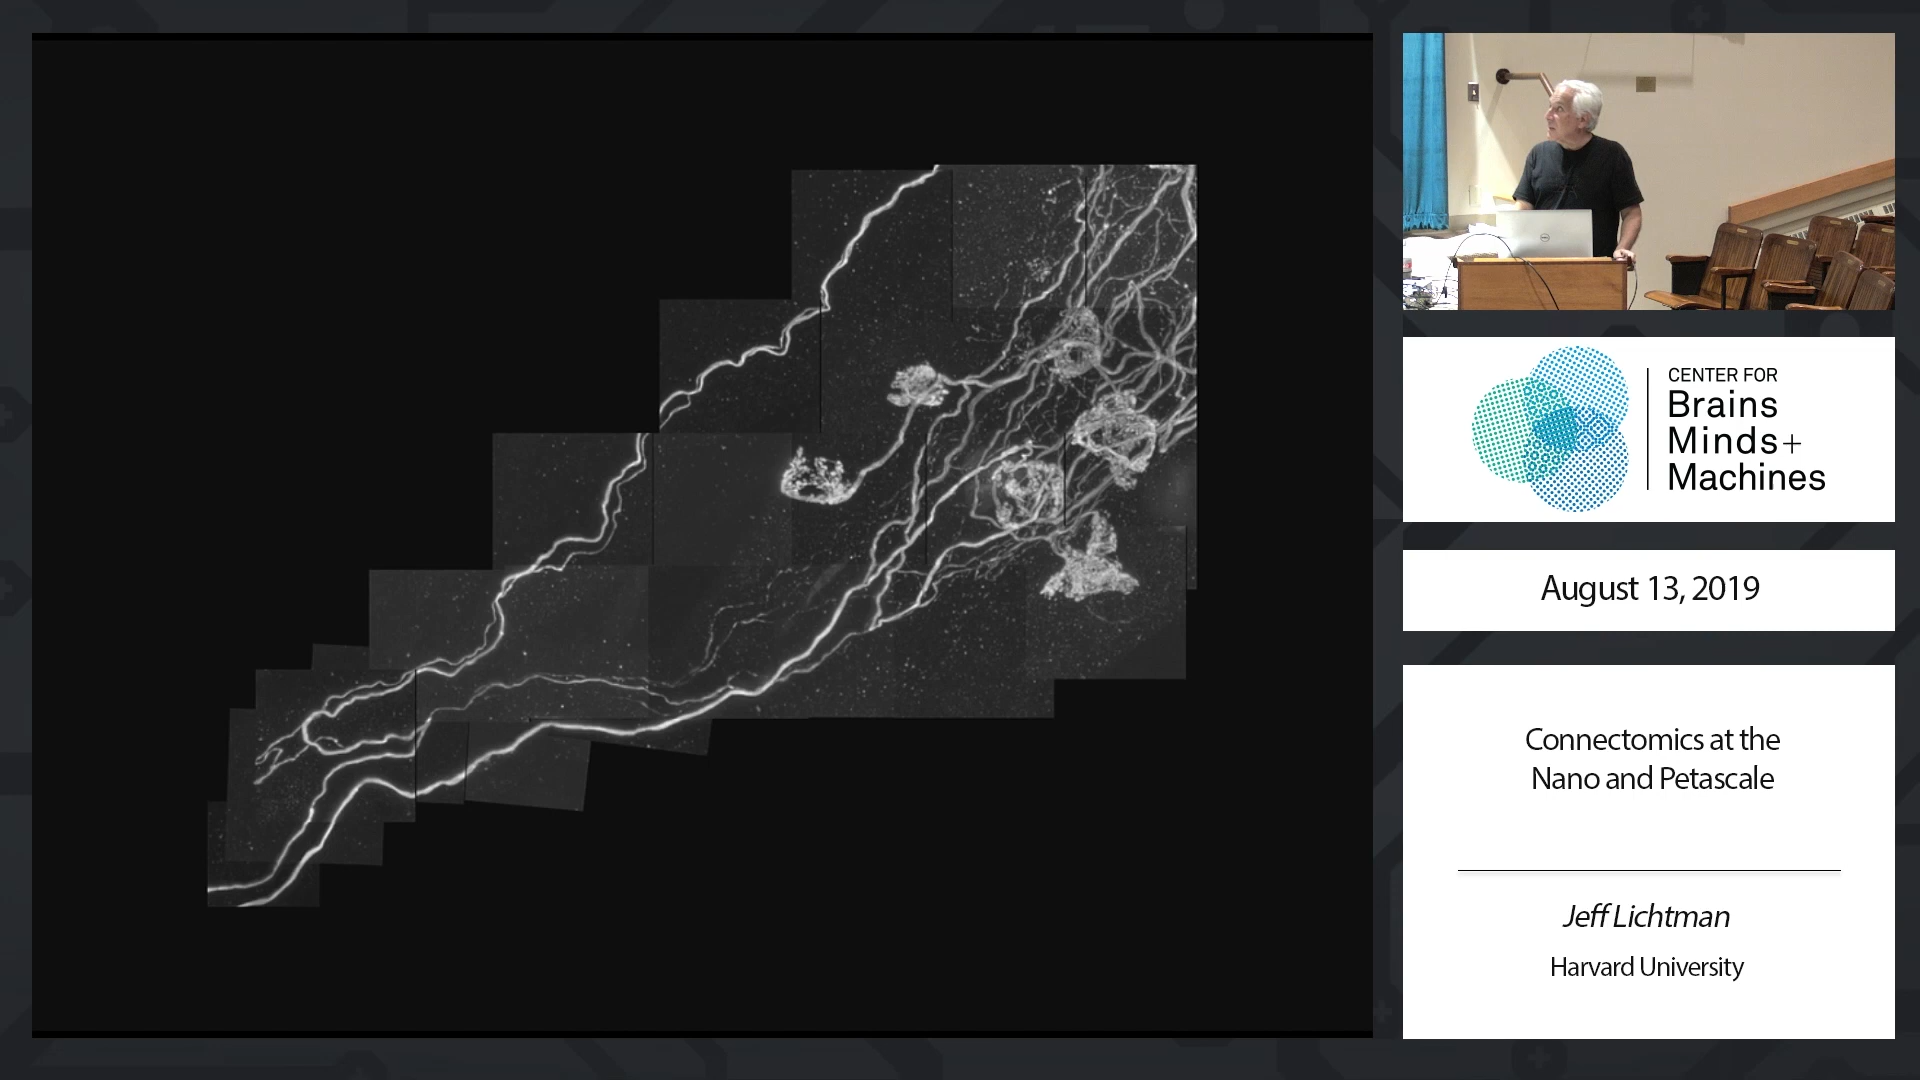 CENTER FOR
Brains
Minds+
Machines
August 13, 2019
Connectomics at the
Nano and Petascale
Jeff Lichtman
Harvard University